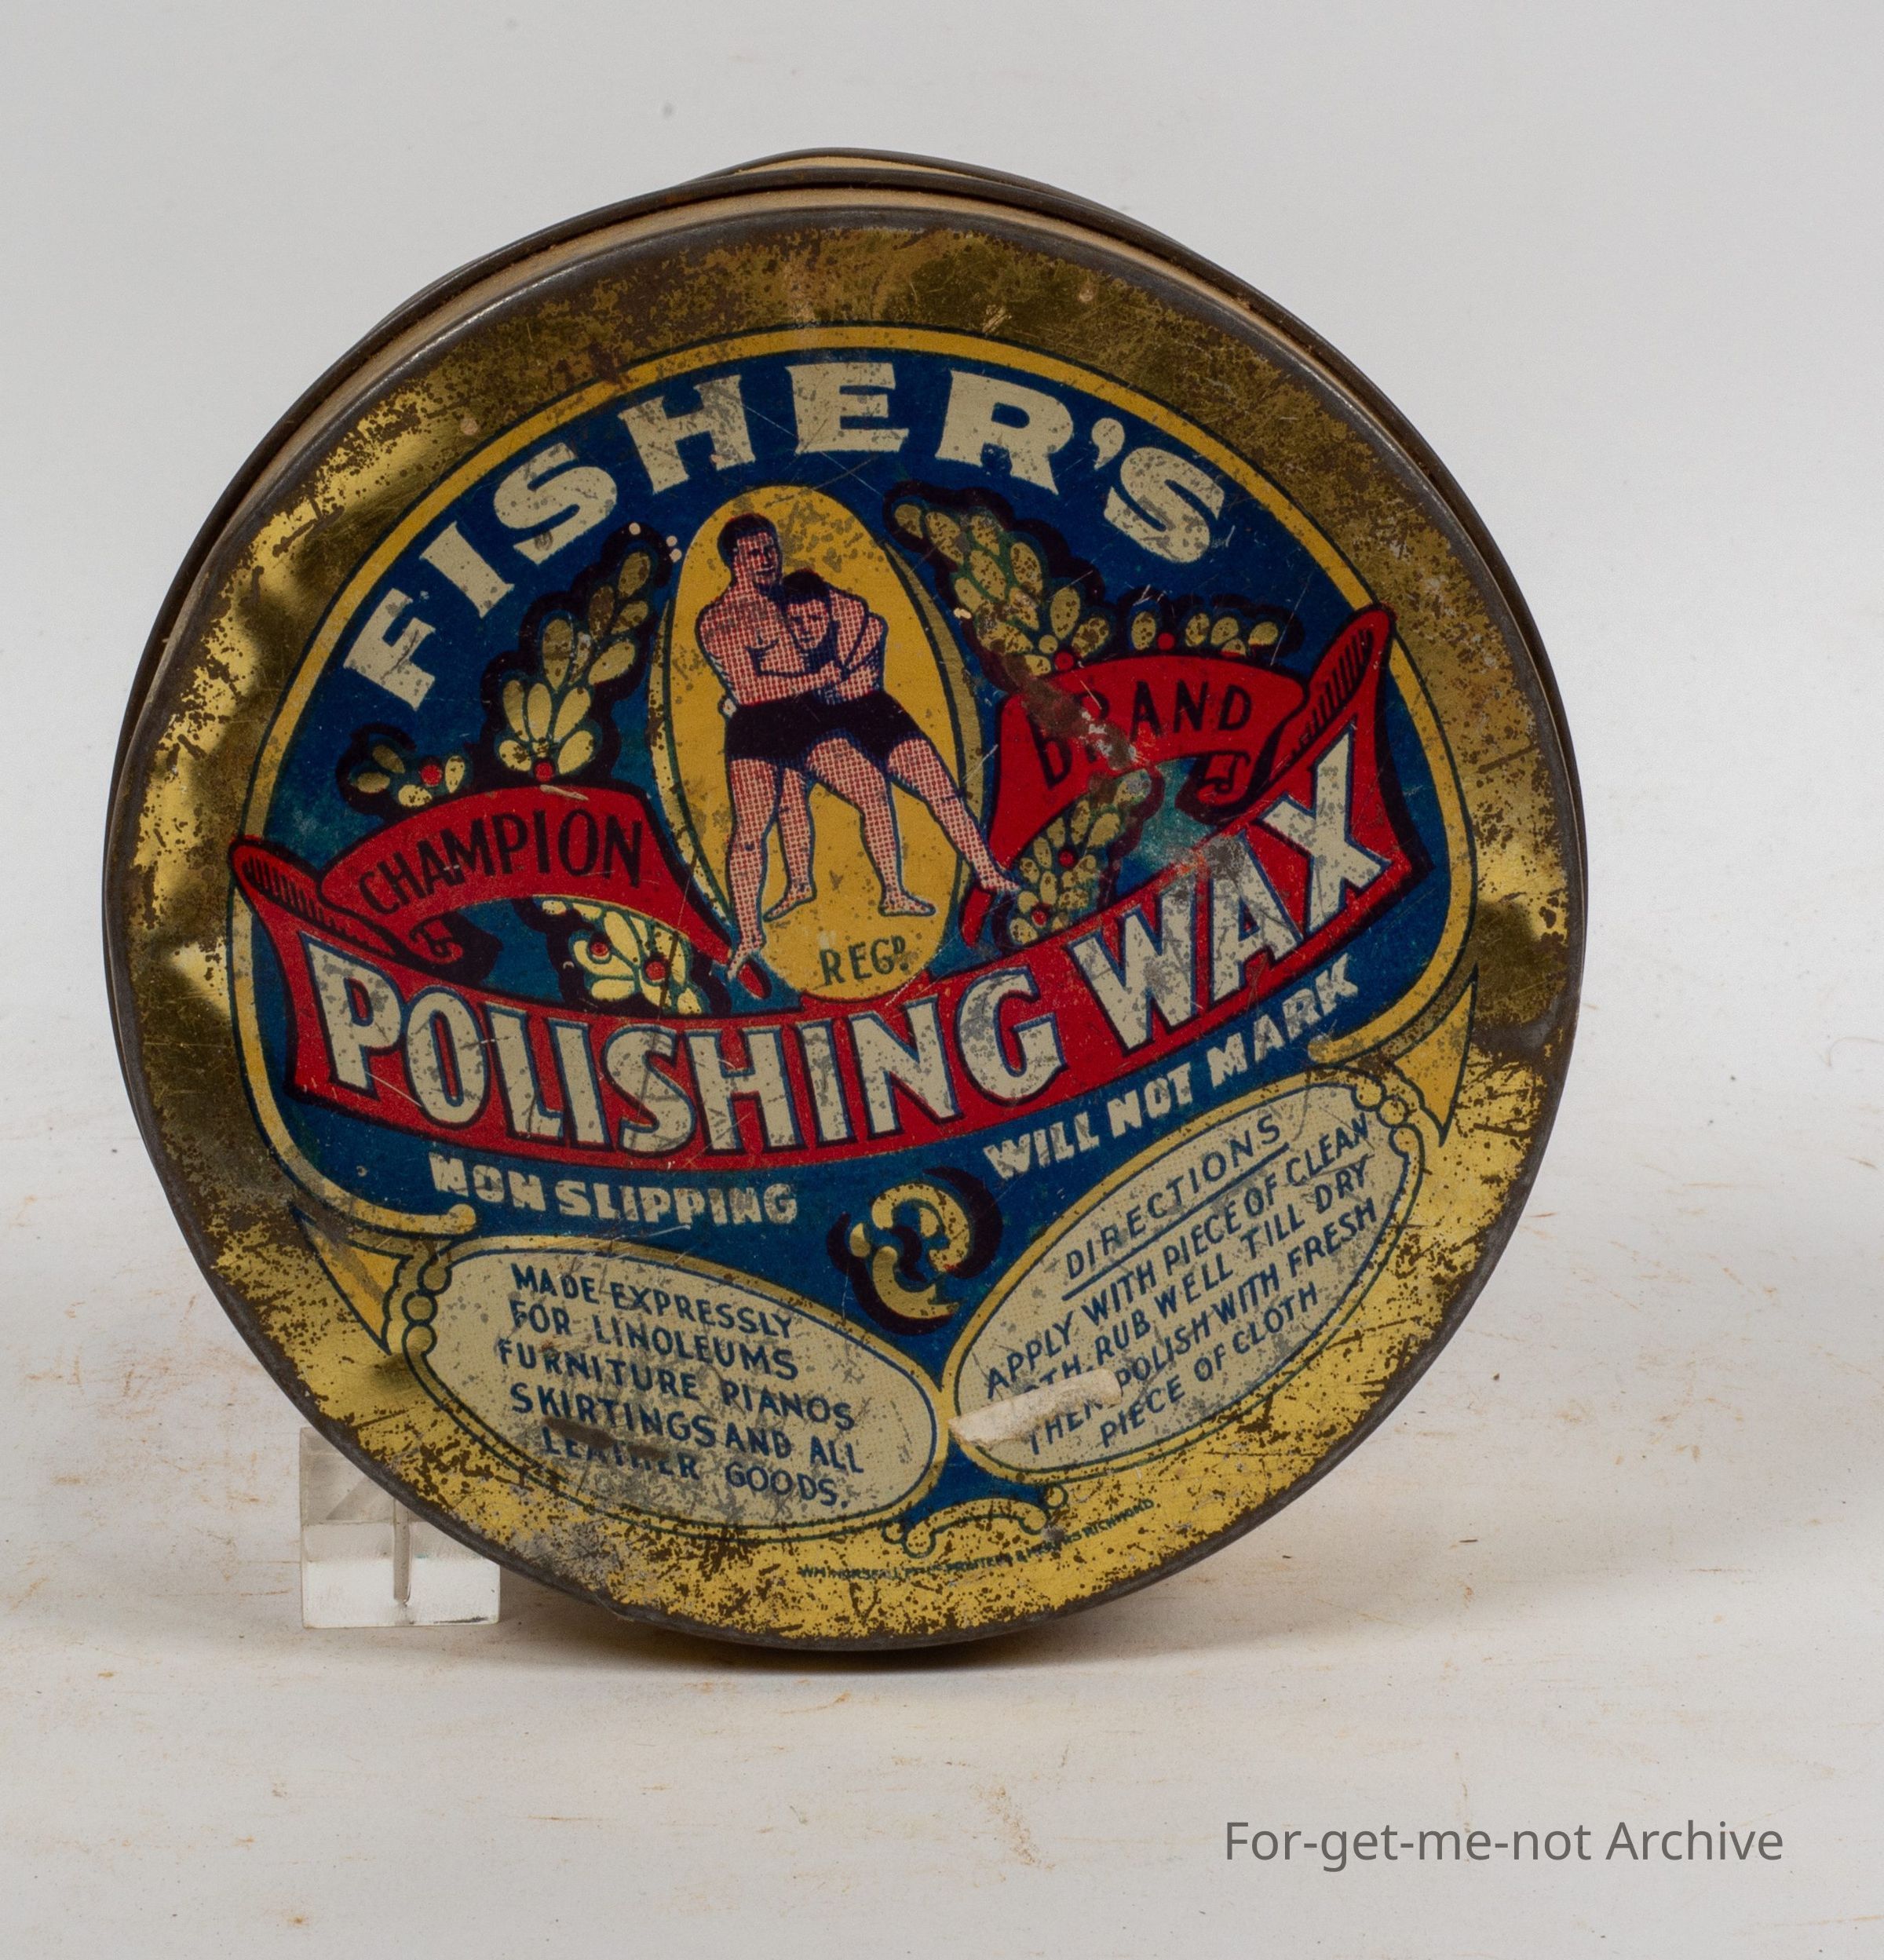 FISHER'S
CHAMPION
BRAND
REGD.
POLISHING WAX
NON SLIPPING
WILL NOT MARK
MADE EXPRESSLY
FOR LINOLEUMS
FURNITURE PIANOS
SKIRTINGS AND ALL
LEATHER GOODS.
DIRECTIONS
APPLY WITH PIECE OF CLEAN
RUB WELL TILL DRY
THEN POLISH WITH FRESH
PIECE OF CLOTH
RICHMOND
For-get-me-not Archive